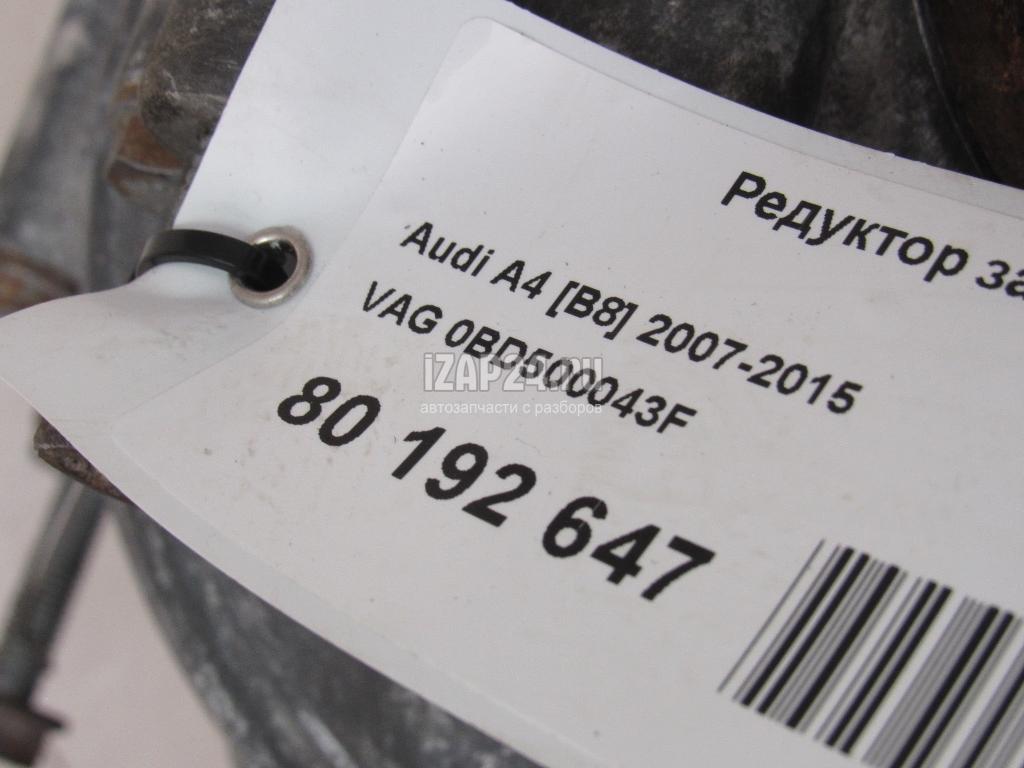 Редуктор за
Audi A4 [B8] 2007-2015
VAG 0BD500043F
iZAP24.RU
автозапчасти с разборов
80 192 647